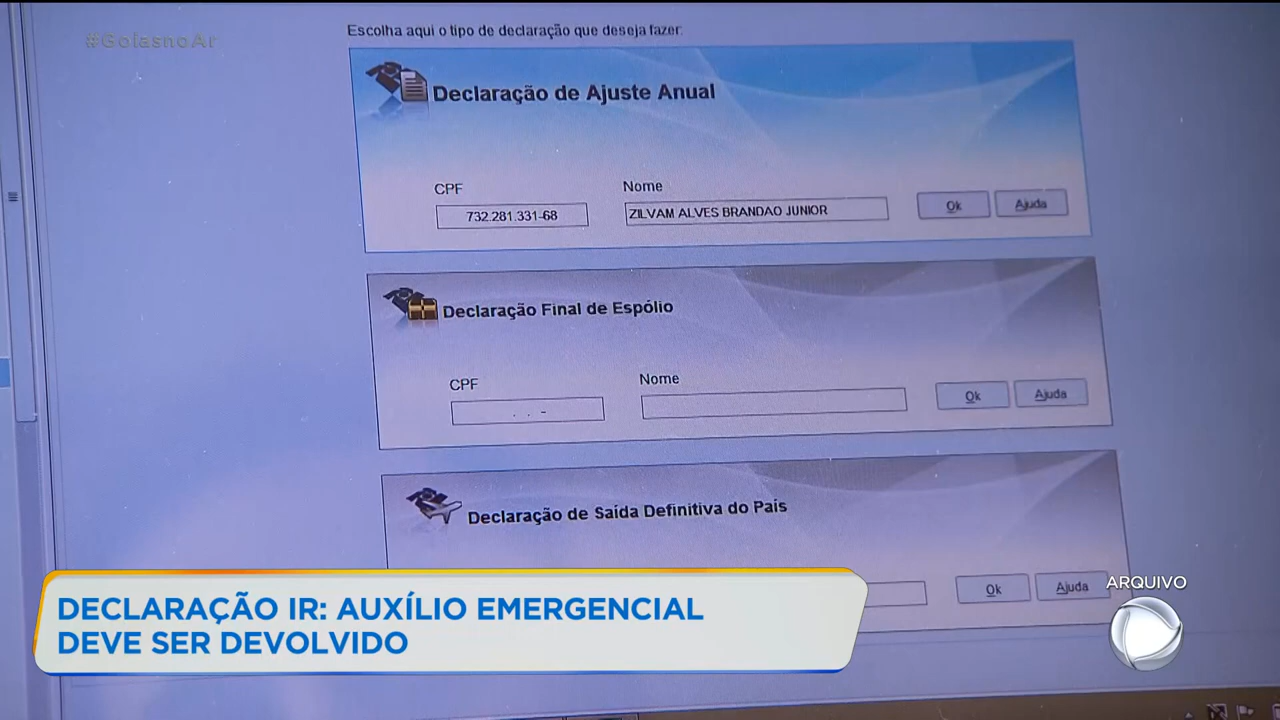 #GoiasnoAr
Escolha aqui o tipo de declaração que deseja fazer:
Declaração de Ajuste Anual
CPF
Nome
732.281.331-68
ZILVAM ALVES BRANDAO JUNIOR
Ok
Ajuda
Declaração Final de Espólio
CPF
Nome
. . -
Ok
Ajuda
Declaração de Saída Definitiva do País
Ok
Ajuda
ARQUIVO
DECLARAÇÃO IR: AUXÍLIO EMERGENCIAL
DEVE SER DEVOLVIDO